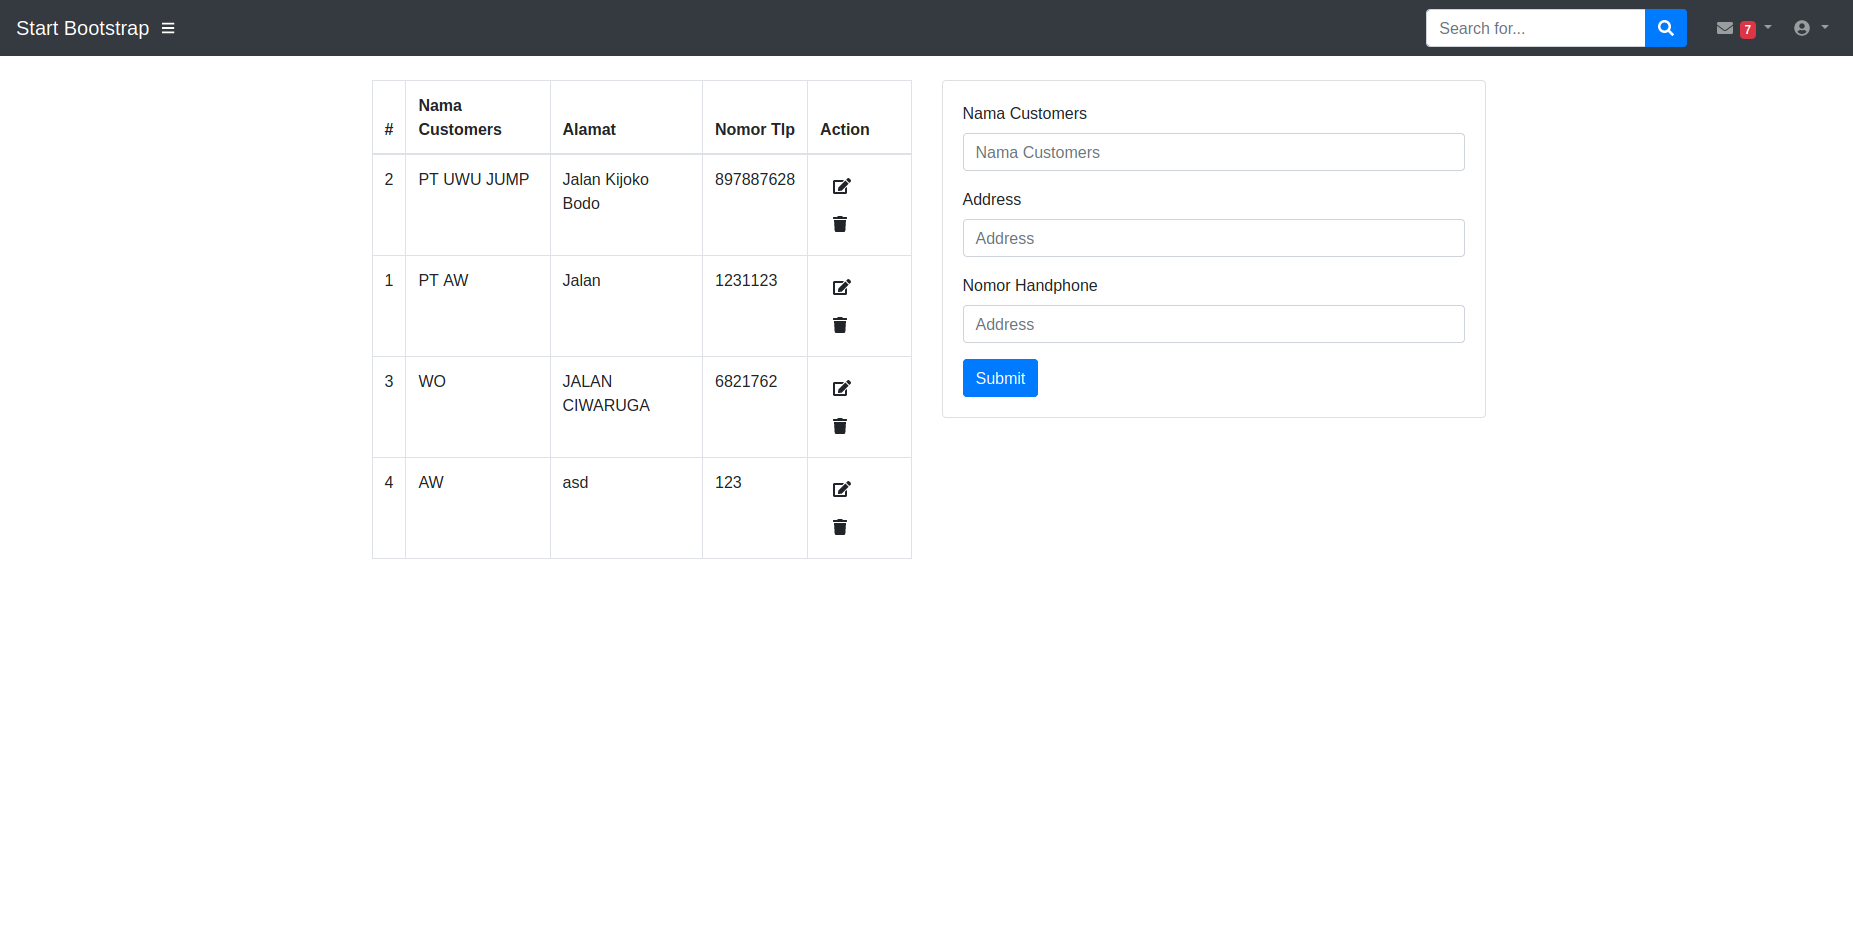 Start Bootstrap
Search for...
7
# Nama Customers Alamat Nomor Tlp Action
2 PT UWU JUMP Jalan Kijoko Bodo 897887628
1 PT AW Jalan 1231123
3 WO JALAN CIWARUGA 6821762
4 AW asd 123
Nama Customers
Nama Customers
Address
Address
Nomor Handphone
Address
Submit